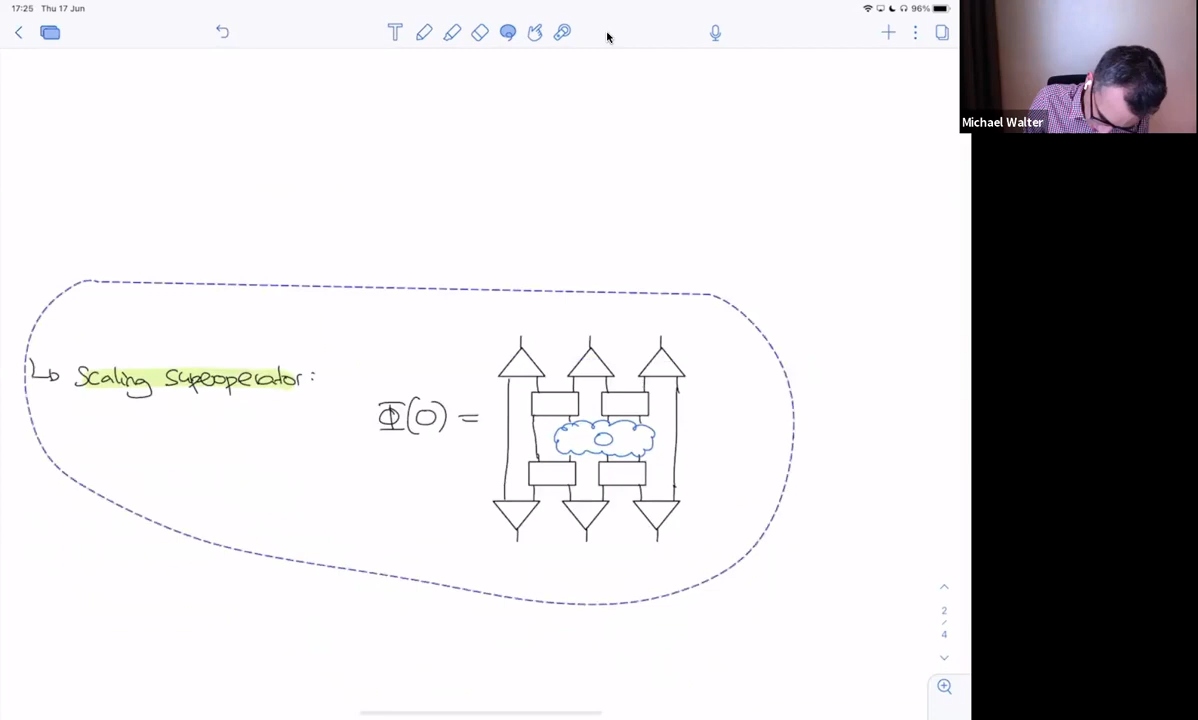 17:25 Thu 17 Jun
96%
Michael Walter
↳ Scaling superoperator:
Φ(O) =
O
2
/
4